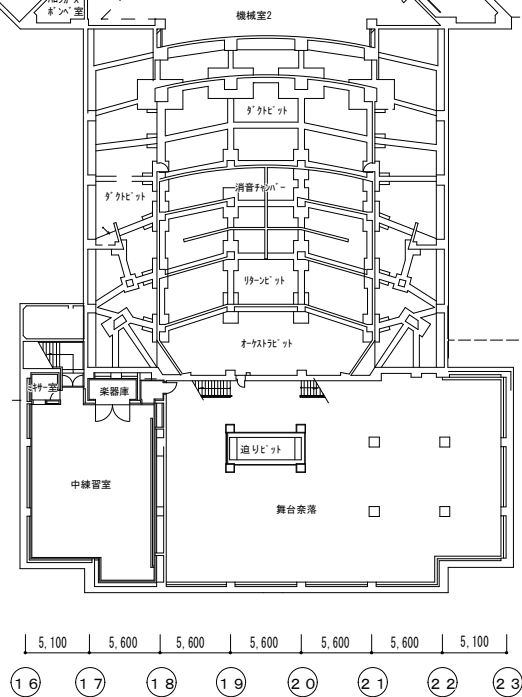 ボンベ室
機械室2
ダクトピット
消音チャンバー
ダクトピット
リターンピット
オーケストラピット
ミキサー室
楽器庫
迫りピット
中練習室
舞台奈落
5,100 5,600 5,600 5,600 5,600 5,600 5,100
16 17 18 19 20 21 22 23